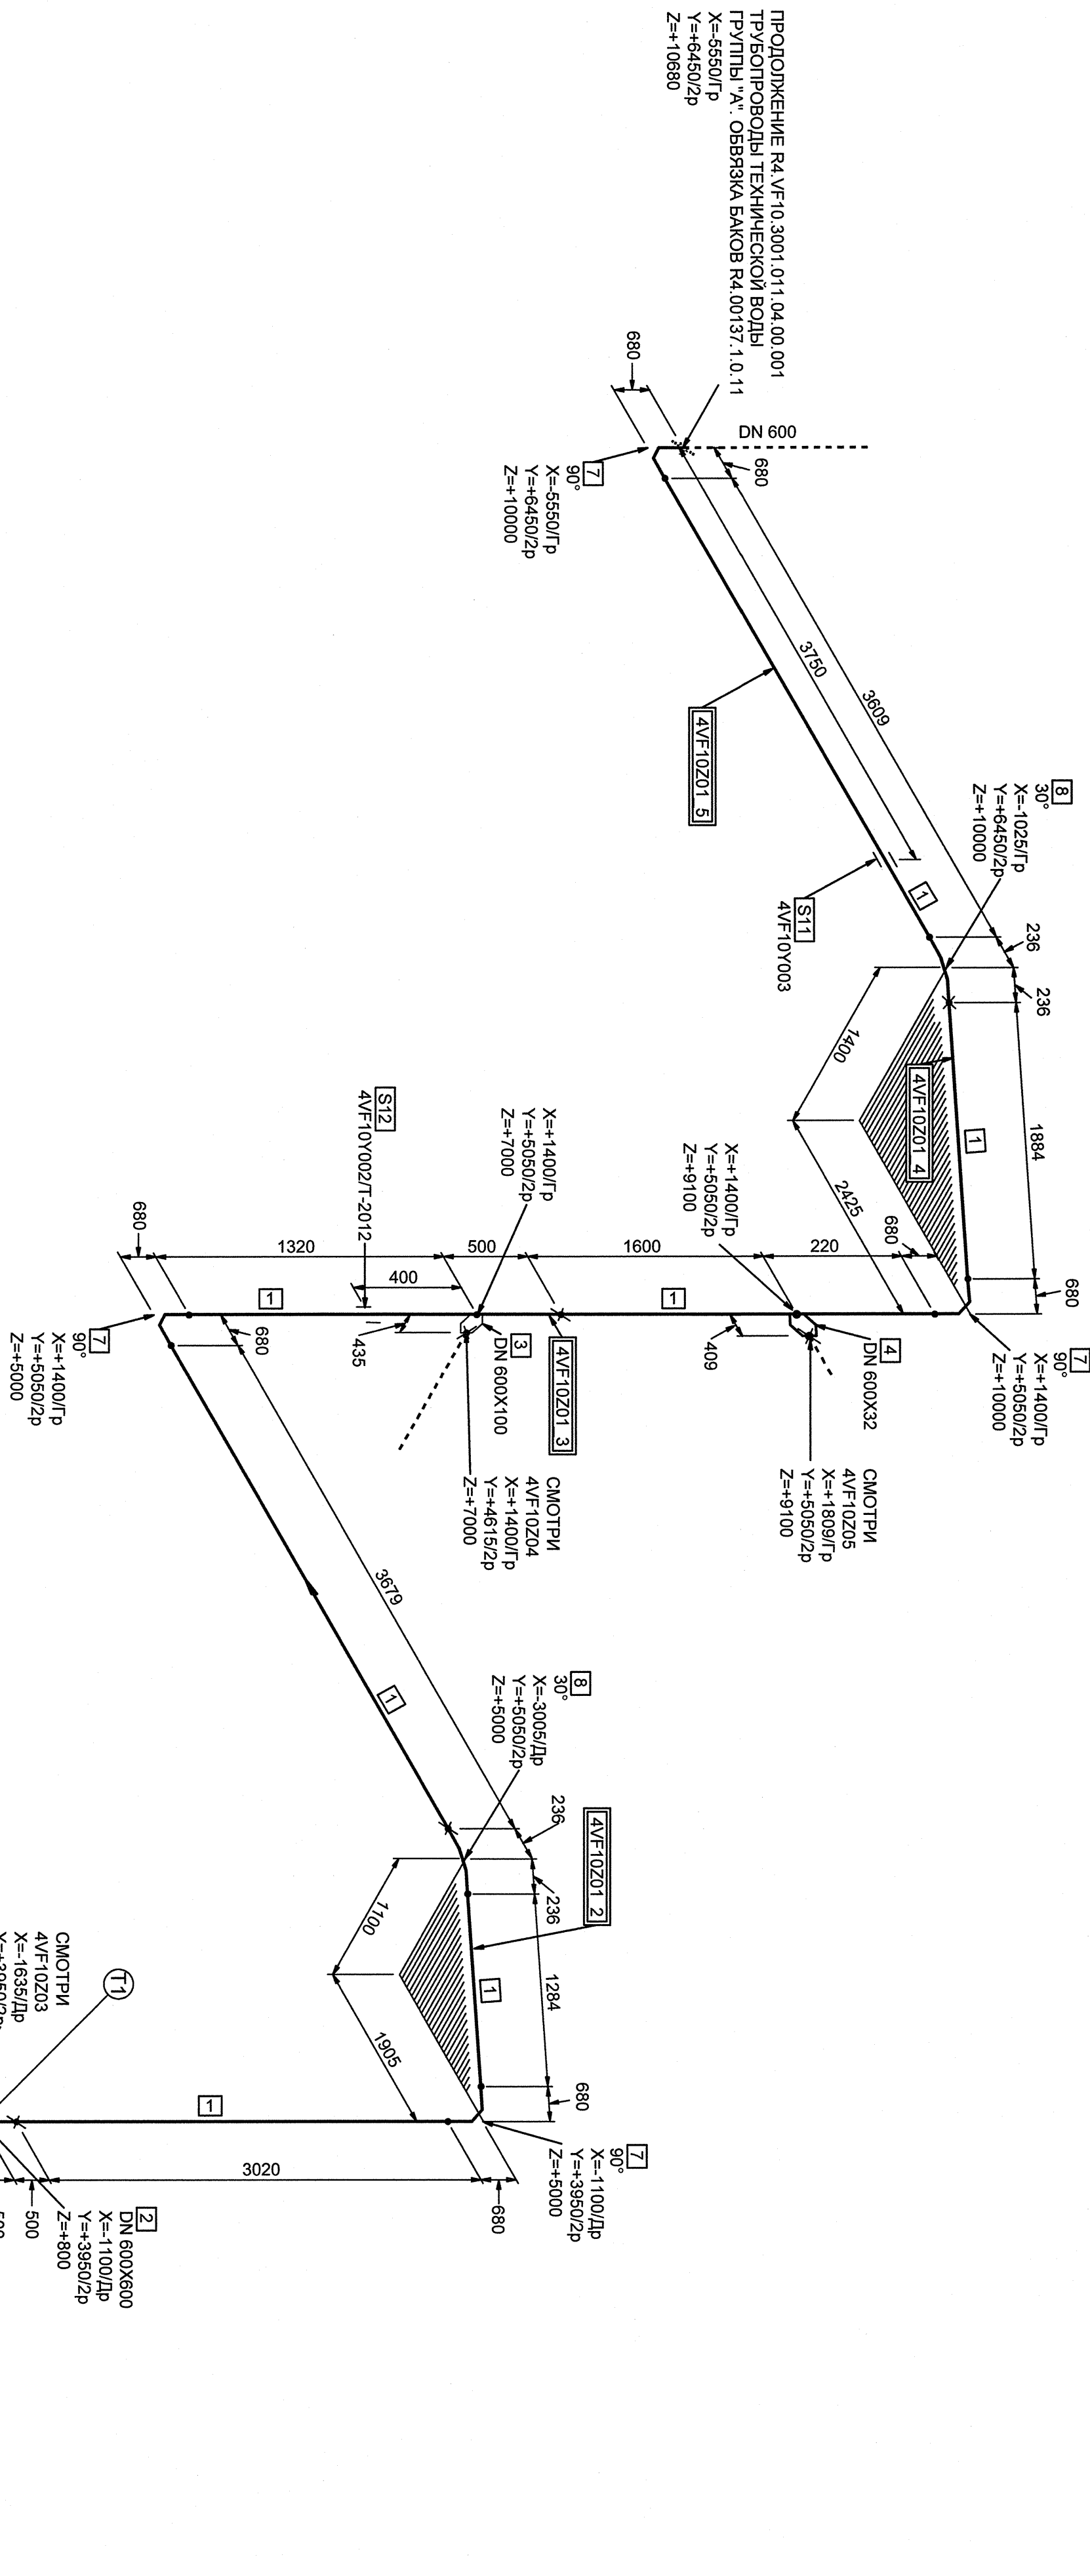 ПРОДОЛЖЕНИЕ R4.VF10.3001.011.04.00.001
ТРУБОПРОВОДЫ ТЕХНИЧЕСКОЙ ВОДЫ
ГРУППЫ "А". ОБВЯЗКА БАКОВ R4.00137.1.0.11
X=-5550/Гр
Y=+6450/2р
Z=+10680
680
DN 600
680
7
90°
X=-5550/Гр
Y=+6450/2р
Z=+10000
3750
3609
4VF10Z01_5
8
30°
X=-1025/Гр
Y=+6450/2р
Z=+10000
1
S11
4VF10Y003
236
236
1400
4VF10Z01_4
1
1884
2425
680
680
7
90°
X=+1400/Гр
Y=+5050/2р
Z=+10000
X=+1400/Гр
Y=+5050/2р
Z=+9100
X=+1400/Гр
Y=+5050/2р
Z=+7000
S12
4VF10Y002/Т-2012
680
1320
500
1600
220
400
1
1
435
680
409
3
DN 600X100
4
DN 600X32
4VF10Z01_3
7
90°
X=+1400/Гр
Y=+5050/2р
Z=+5000
СМОТРИ
4VF10Z05
X=+1809/Гр
Y=+5050/2р
Z=+9100
СМОТРИ
4VF10Z04
X=+1400/Гр
Y=+4615/2р
Z=+7000
3679
1
8
30°
X=-3005/Др
Y=+5050/2р
Z=+5000
236
236
4VF10Z01_2
1100
1
1284
1905
680
7
90°
X=-1100/Др
Y=+3950/2р
Z=+5000
СМОТРИ
4VF10Z03
X=-1635/Др
Т1
1
3020
680
500
2
DN 600X600
X=-1100/Др
Y=+3950/2р
Z=+800